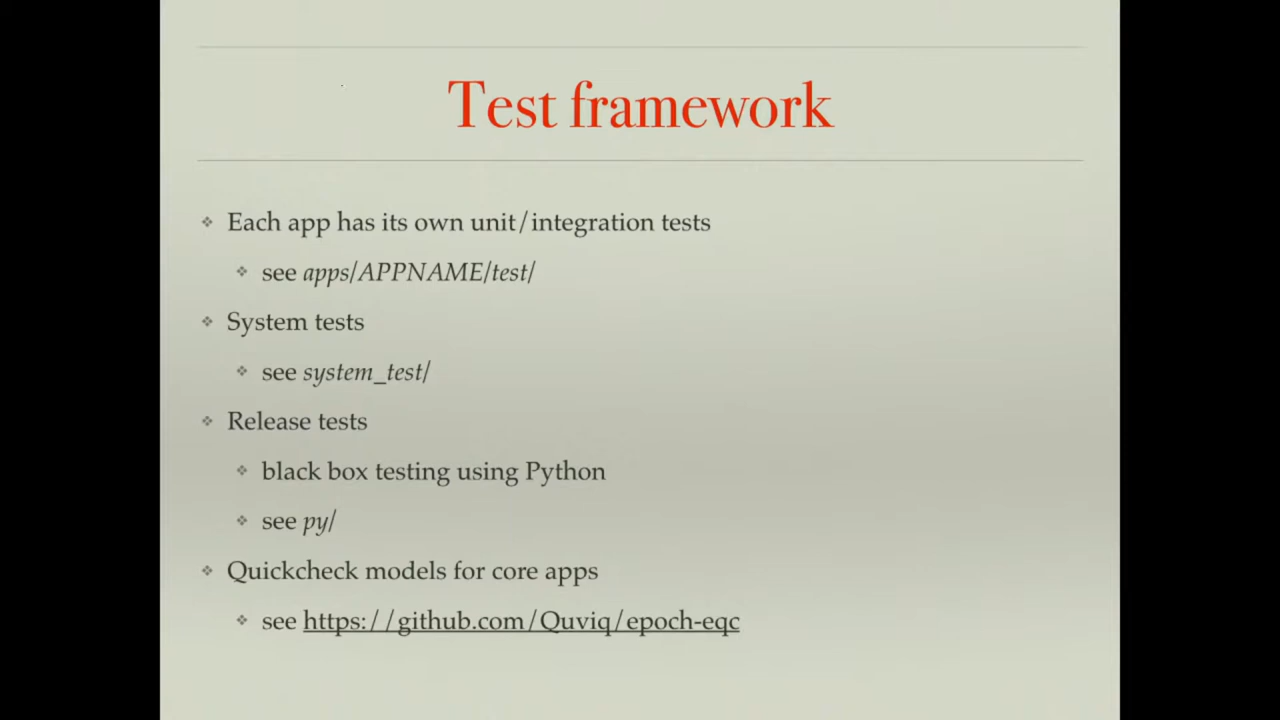 Test framework
Each app has its own unit/integration tests
see apps/APPNAME/test/
System tests
see system_test/
Release tests
black box testing using Python
see py/
Quickcheck models for core apps
see https://github.com/Quviq/epoch-eqc